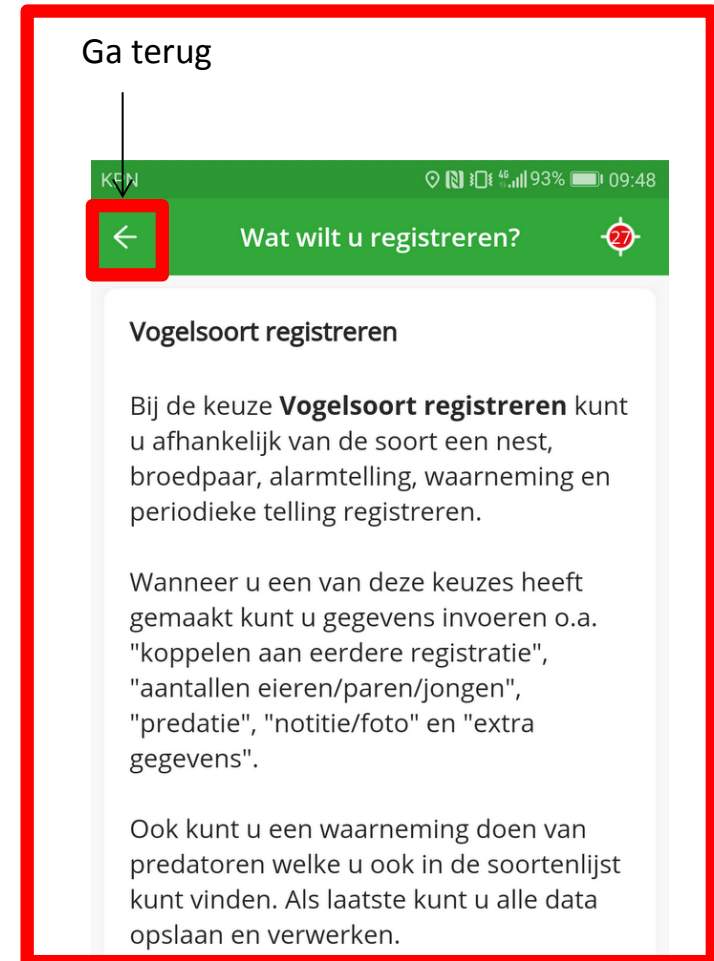 Ga terug
KPN 4G 93% 09:48
Wat wilt u registreren? 27
Vogelsoort registreren
Bij de keuze Vogelsoort registreren kunt
u afhankelijk van de soort een nest,
broedpaar, alarmtelling, waarneming en
periodieke telling registreren.
Wanneer u een van deze keuzes heeft
gemaakt kunt u gegevens invoeren o.a.
"koppelen aan eerdere registratie",
"aantallen eieren/paren/jongen",
"predatie", "notitie/foto" en "extra
gegevens".
Ook kunt u een waarneming doen van
predatoren welke u ook in de soortenlijst
kunt vinden. Als laatste kunt u alle data
opslaan en verwerken.